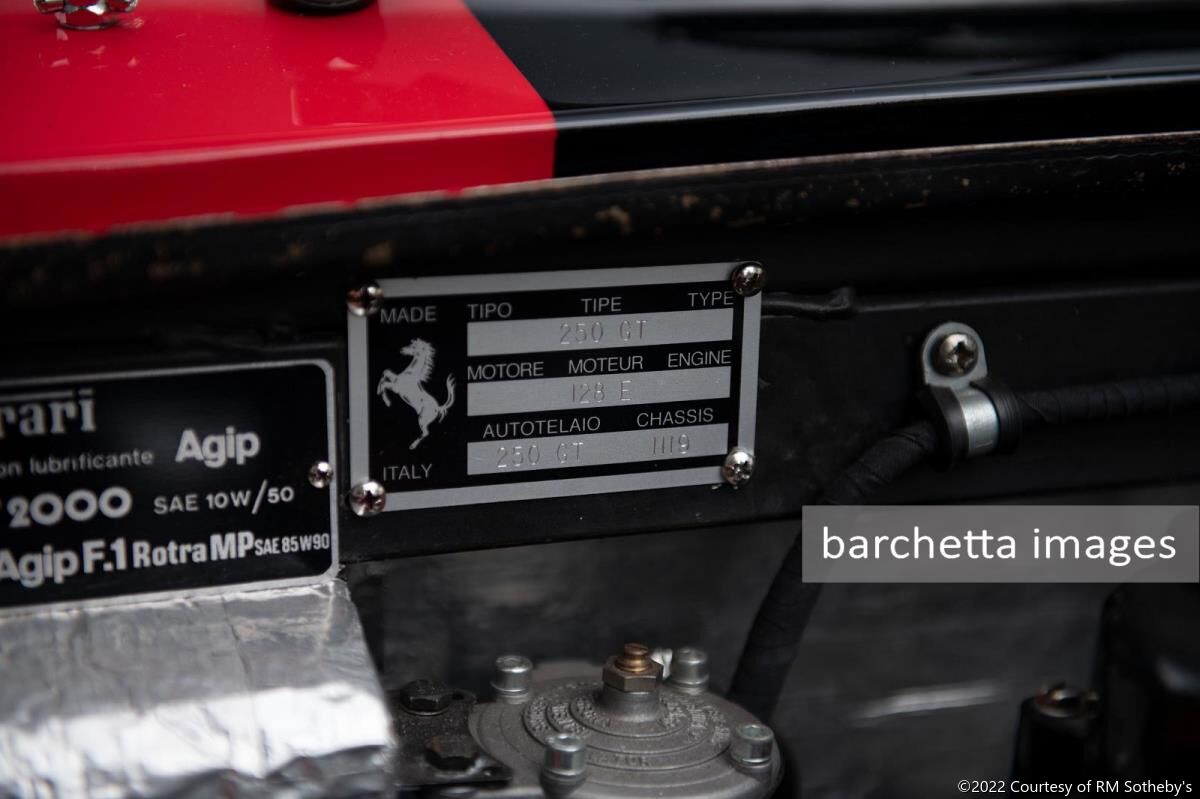 MADE TIPO TIPE TYPE
250 GT
MOTORE MOTEUR ENGINE
128 E
AUTOTELAIO CHASSIS
250 GT 1119
ITALY
Agip
lubrificante
2000 SAE 10W/50
Agip F.1 Rotra MP SAE 85W90
barchetta images
©2022 Courtesy of RM Sotheby's